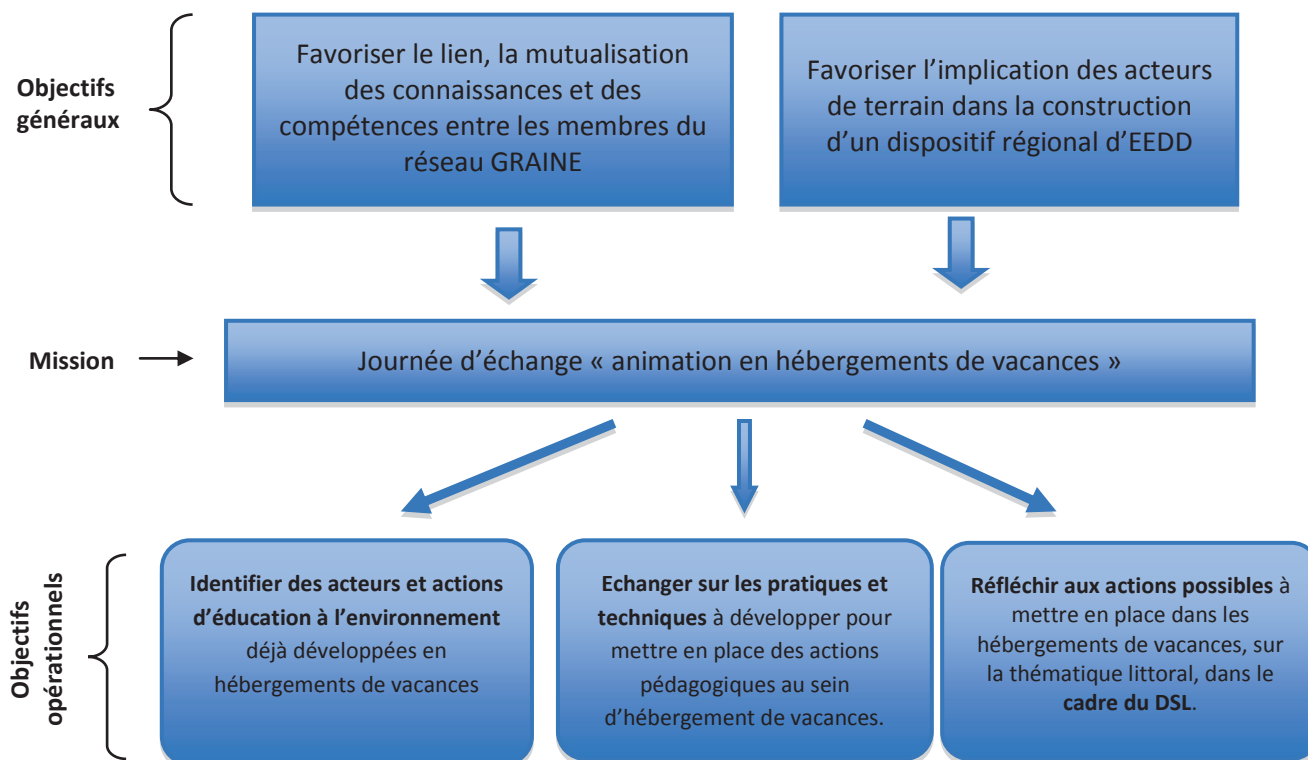 Objectifs
généraux
Favoriser le lien, la mutualisation
des connaissances et des
compétences entre les membres du
réseau GRAINE
Favoriser l’implication des acteurs
de terrain dans la construction
d’un dispositif régional d’EEDD
Mission
Journée d’échange « animation en hébergements de vacances »
Objectifs
opérationnels
Identifier des acteurs et actions
d’éducation à l’environnement
déjà développées en
hébergements de vacances
Echanger sur les pratiques et
techniques à développer pour
mettre en place des actions
pédagogiques au sein
d’hébergement de vacances.
Réfléchir aux actions possibles à
mettre en place dans les
hébergements de vacances, sur
la thématique littoral, dans le
cadre du DSL.